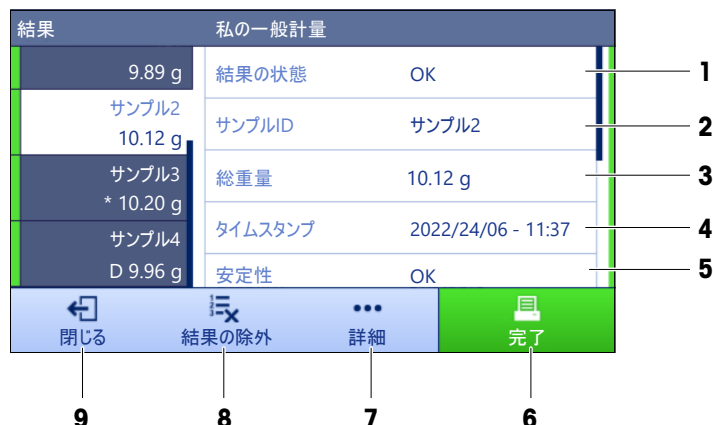 結果 私の一般計量
9.89 g
サンプル2
10.12 g
サンプル3
* 10.20 g
サンプル4
D 9.96 g
結果の状態 OK 1
サンプルID サンプル2 2
総重量 10.12 g 3
タイムスタンプ 2022/24/06 - 11:37 4
安定性 OK 5
閉じる 結果の除外 詳細 完了
9 8 7 6